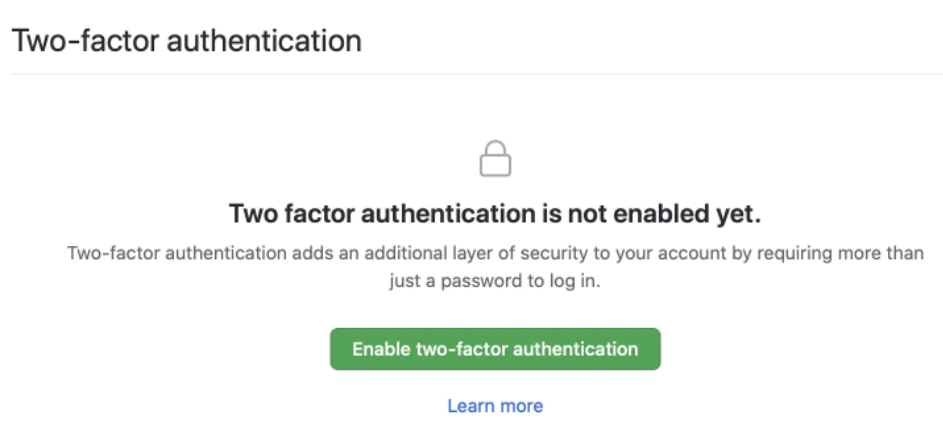 Two-factor authentication
Two factor authentication is not enabled yet.
Two-factor authentication adds an additional layer of security to your account by requiring more than
just a password to log in.
Enable two-factor authentication
Learn more